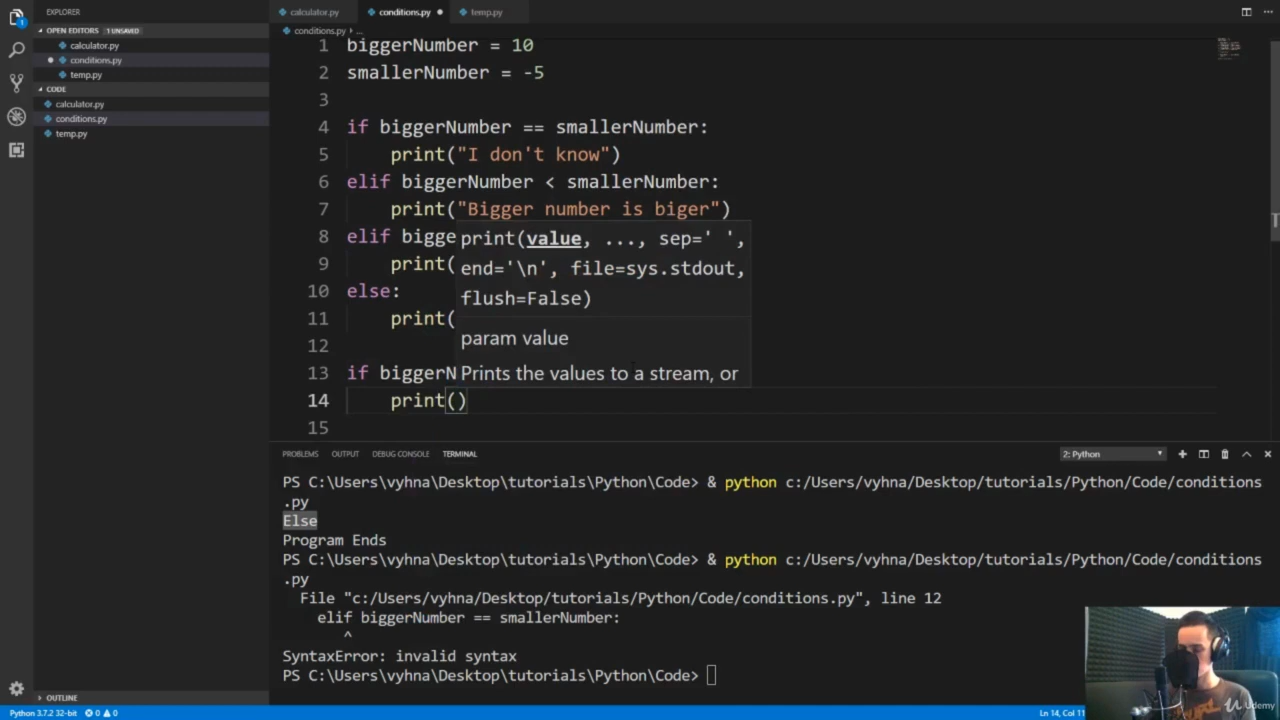 EXPLORER
OPEN EDITORS 1 UNSAVED
calculator.py
conditions.py
temp.py
CODE
calculator.py
conditions.py
temp.py
OUTLINE
calculator.py conditions.py temp.py
conditions.py > ...
1 biggerNumber = 10
2 smallerNumber = -5
3
4 if biggerNumber == smallerNumber:
5 print("I don't know")
6 elif biggerNumber < smallerNumber:
7 print("Bigger number is biger")
8 elif bigge
9 print(
10 else:
11 print(
12
13 if biggerN
14 print()
15
print(value, ..., sep=' ',
end='\n', file=sys.stdout,
flush=False)
param value
Prints the values to a stream, or
PROBLEMS OUTPUT DEBUG CONSOLE TERMINAL 2: Python
PS C:\Users\vyhna\Desktop\tutorials\Python\Code> & python c:/Users/vyhna/Desktop/tutorials/Python/Code/conditions
.py
Else
Program Ends
PS C:\Users\vyhna\Desktop\tutorials\Python\Code> & python c:/Users/vyhna/Desktop/tutorials/Python/Code/conditions
.py
File "c:/Users/vyhna/Desktop/tutorials/Python/Code/conditions.py", line 12
elif biggerNumber == smallerNumber:
^
SyntaxError: invalid syntax
PS C:\Users\vyhna\Desktop\tutorials\Python\Code>
Python 3.7.2 32-bit 0 0 Ln 14, Col 11
Udemy